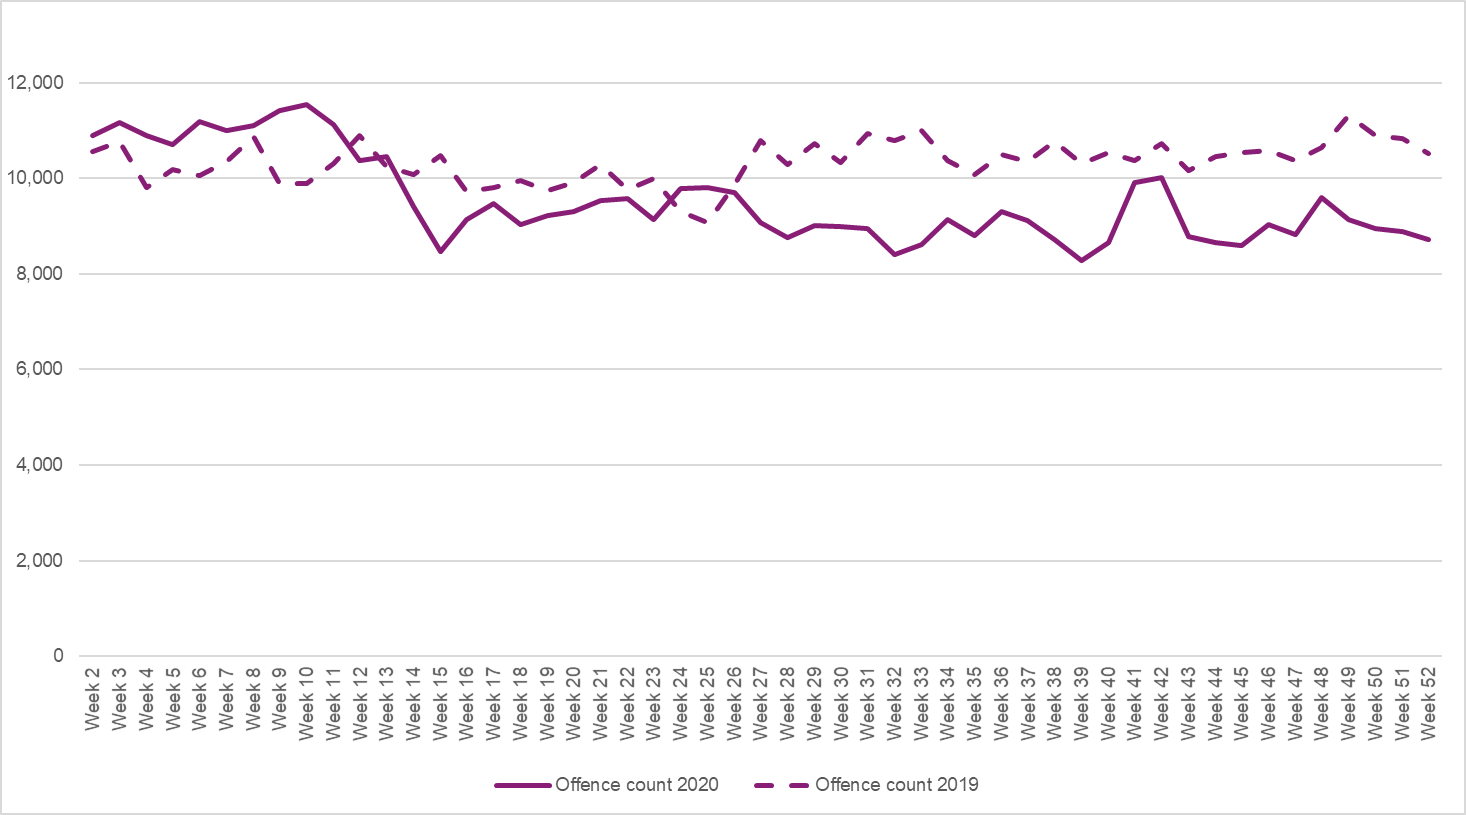 12,000
10,000
8,000
6,000
4,000
2,000
0
Week 2
Week 3
Week 4
Week 5
Week 6
Week 7
Week 8
Week 9
Week 10
Week 11
Week 12
Week 13
Week 14
Week 15
Week 16
Week 17
Week 18
Week 19
Week 20
Week 21
Week 22
Week 23
Week 24
Week 25
Week 26
Week 27
Week 28
Week 29
Week 30
Week 31
Week 32
Week 33
Week 34
Week 35
Week 36
Week 37
Week 38
Week 39
Week 40
Week 41
Week 42
Week 43
Week 44
Week 45
Week 46
Week 47
Week 48
Week 49
Week 50
Week 51
Week 52
Offence count 2020
Offence count 2019